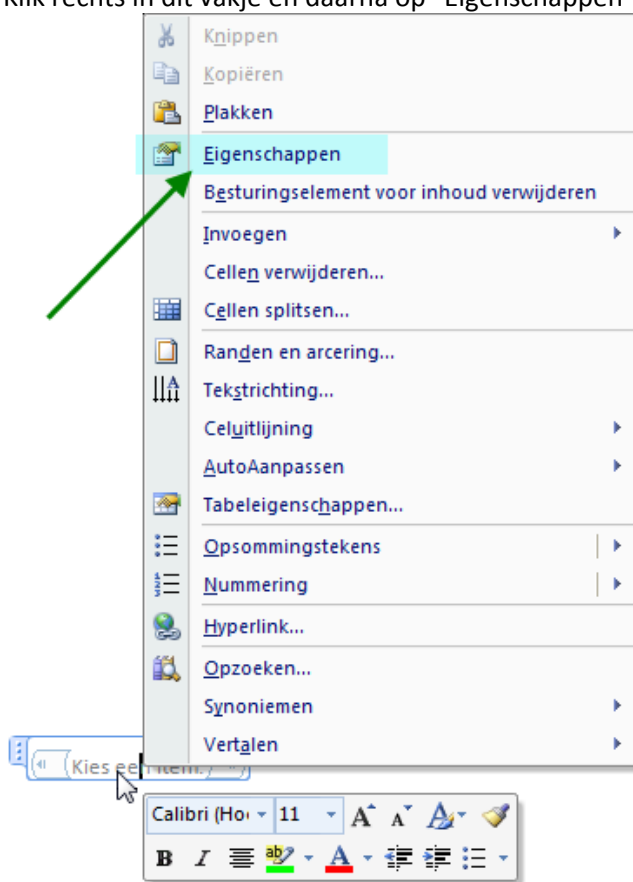 Klik rechts in dit vakje en daarna op "Eigenschappen"
Knippen
Kopiëren
Plakken
Eigenschappen
Besturingselement voor inhoud verwijderen
Invoegen
Cellen verwijderen...
Cellen splitsen...
Randen en arcering...
Tekstrichting...
Celuitlijning
AutoAanpassen
Tabeleigenschappen...
Opsommingstekens
Nummering
Hyperlink...
Opzoeken...
Synoniemen
Vertalen
Kies een item.
Calibri (Ho 11
B I ab A